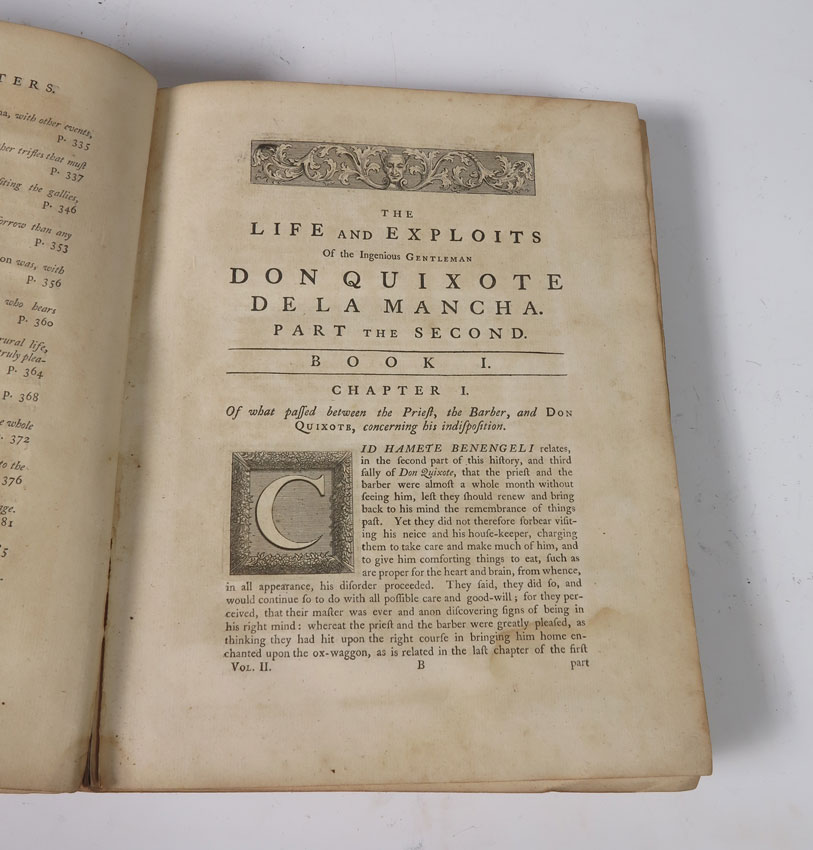 TERS.
with other events,
P. 335
her trifles that muſt
P. 337
the gallies,
P. 346
orrow than any
P. 353
on was, with
P. 356
who hears
P. 360
rural life,
P. 364
P. 368
e whole
372
to the
376
age.
81
5
THE
LIFE AND EXPLOITS
Of the Ingenious GENTLEMAN
DON QUIXOTE
DE LA MANCHA.
PART THE SECOND.
BOOK I.
CHAPTER I.
Of what paſſed between the Prieſt, the Barber, and DON
QUIXOTE, concerning his indiſpoſition.
CID HAMETE BENENGELI relates,
in the ſecond part of this hiſtory, and third
ſally of Don Quixote, that the prieſt and the
barber were almoſt a whole month without
ſeeing him, leſt they ſhould renew and bring
back to his mind the remembrance of things
paſt. Yet they did not therefore forbear viſit-
ing his neice and his houſe-keeper, charging
them to take care and make much of him, and
to give him comforting things to eat, ſuch as
are proper for the heart and brain, from whence,
in all appearance, his diſorder proceeded. They ſaid, they did ſo, and
would continue ſo to do with all poſſible care and good-will; for they per-
ceived, that their maſter was ever and anon diſcovering ſigns of being in
his right mind: whereat the prieſt and the barber were greatly pleaſed, as
thinking they had hit upon the right courſe in bringing him home en-
chanted upon the ox-waggon, as is related in the laſt chapter of the firſt
VOL. II. B part